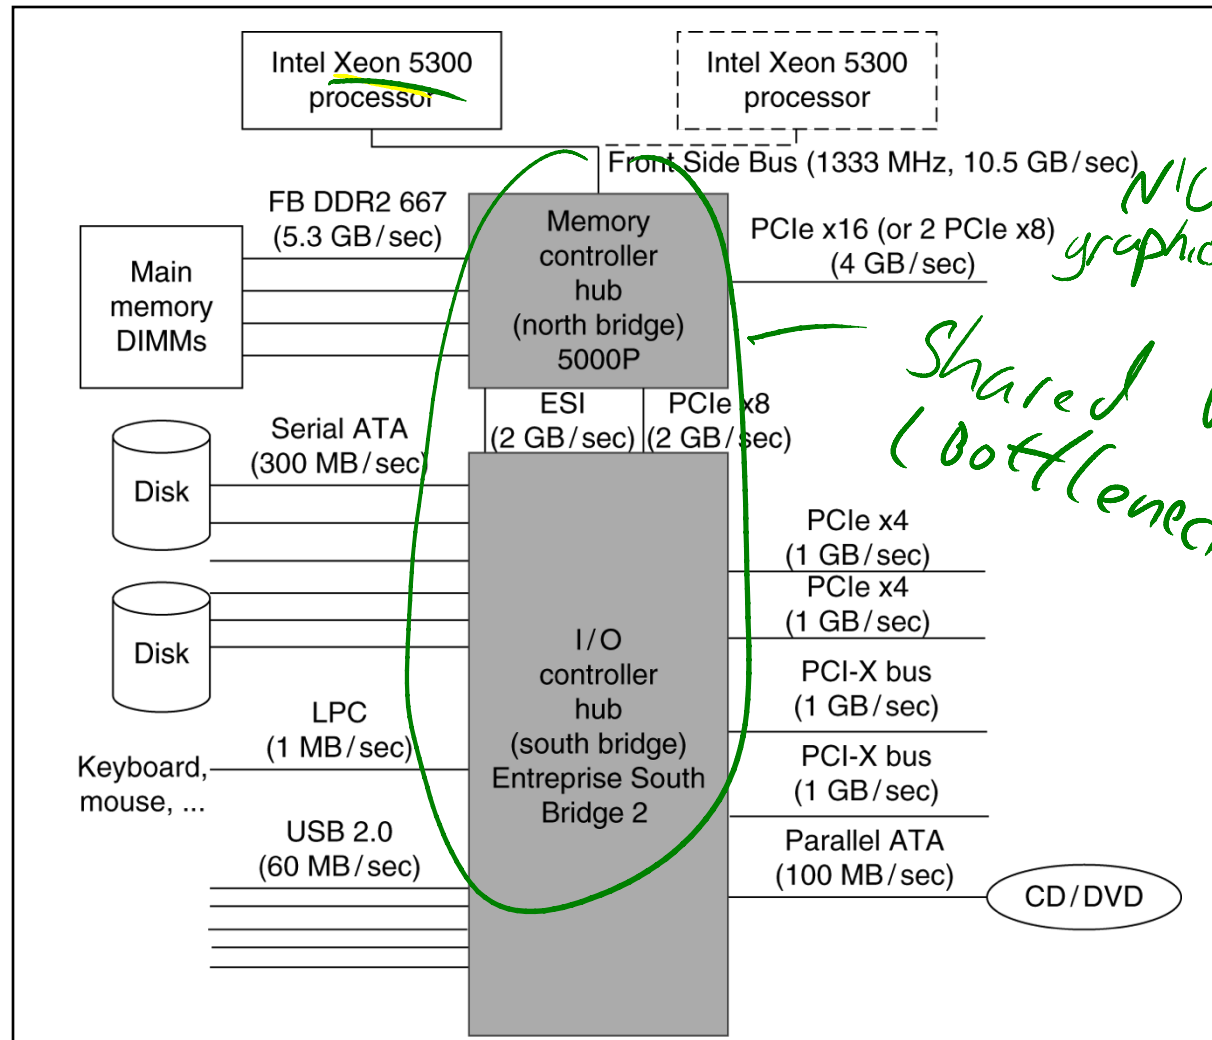 Intel Xeon 5300
processor
Intel Xeon 5300
processor
Front Side Bus (1333 MHz, 10.5 GB/sec)
FB DDR2 667
(5.3 GB/sec)
Main
memory
DIMMs
Memory
controller
hub
(north bridge)
5000P
PCIe x16 (or 2 PCIe x8)
(4 GB/sec)
Shared
ESI
(2 GB/sec)
PCIe x8
(2 GB/sec)
Serial ATA
(300 MB/sec)
Disk
Disk
PCIe x4
(1 GB/sec)
PCIe x4
(1 GB/sec)
I/O
controller
hub
(south bridge)
Entreprise South
Bridge 2
PCI-X bus
(1 GB/sec)
PCI-X bus
(1 GB/sec)
LPC
(1 MB/sec)
Keyboard,
mouse, ...
USB 2.0
(60 MB/sec)
Parallel ATA
(100 MB/sec)
CD/DVD